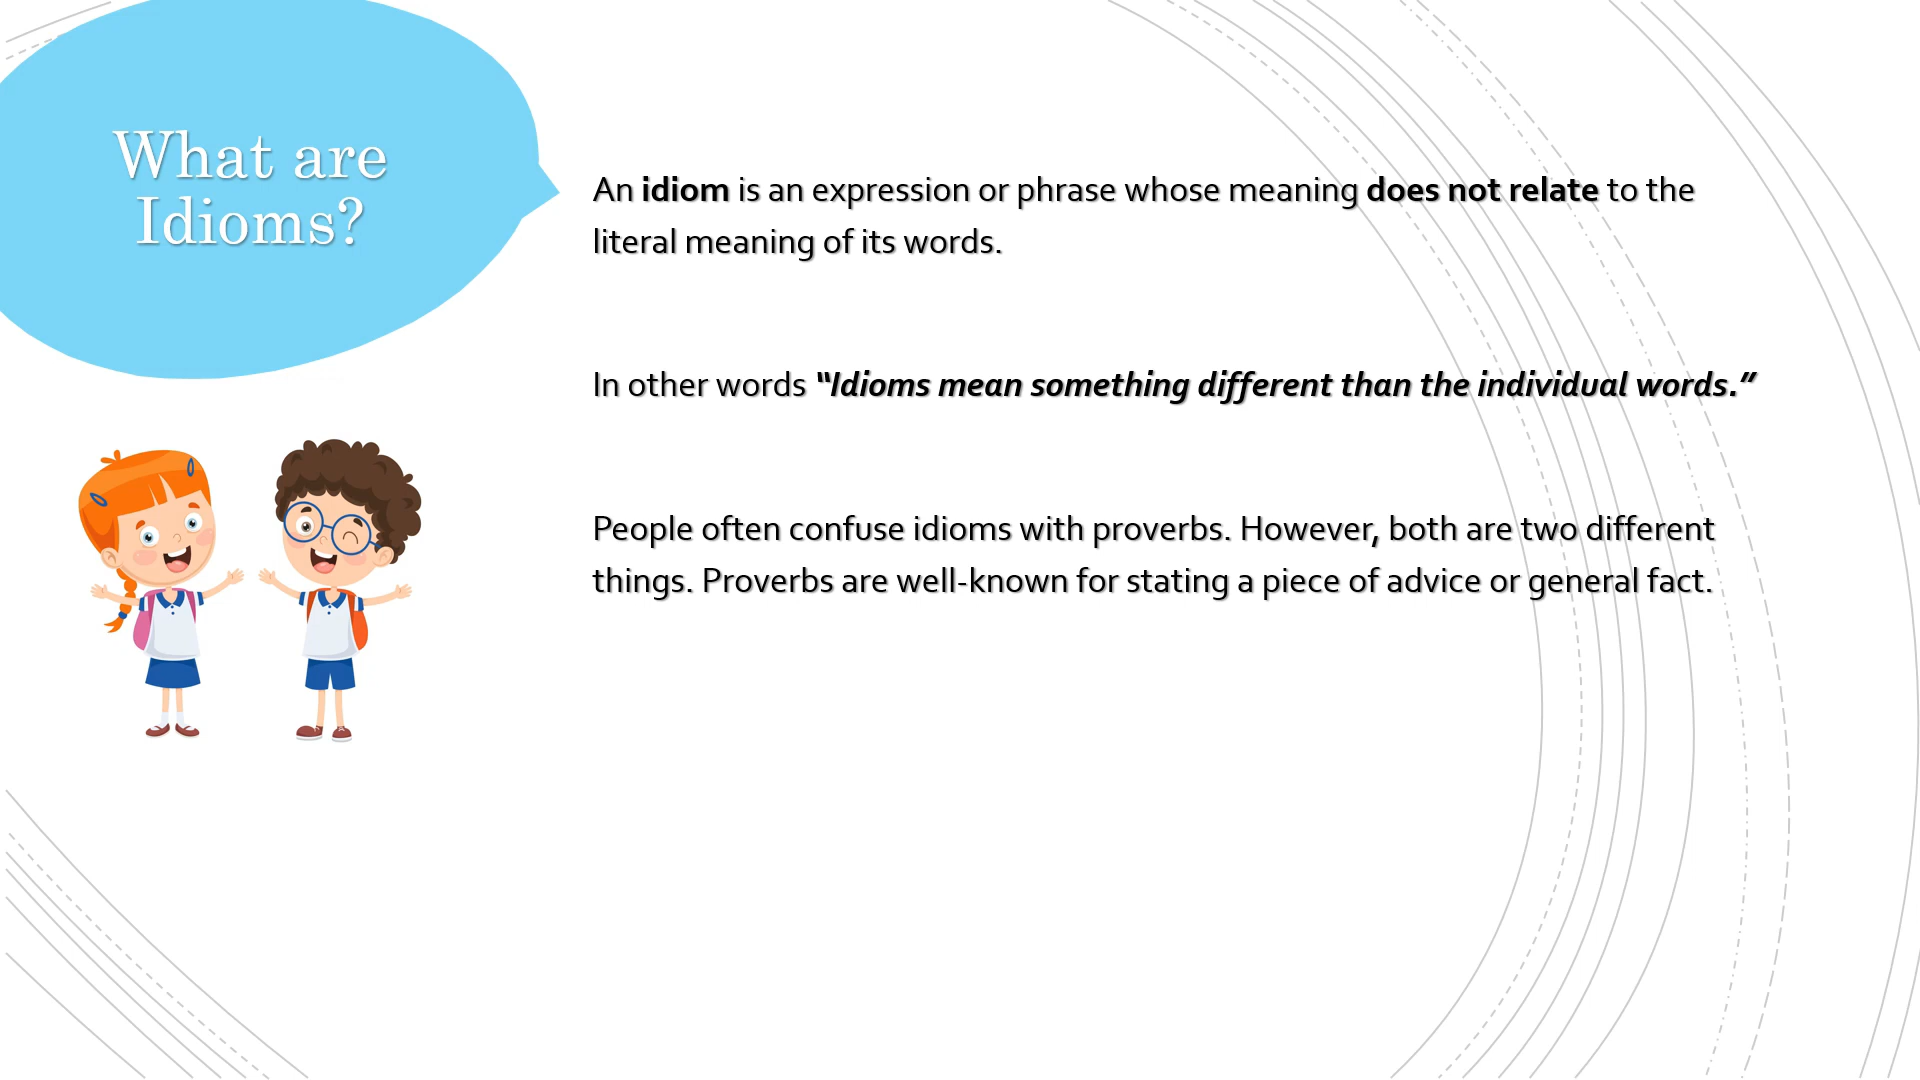 What are
Idioms?
An idiom is an expression or phrase whose meaning does not relate to the
literal meaning of its words.
In other words “Idioms mean something different than the individual words.”
People often confuse idioms with proverbs. However, both are two different
things. Proverbs are well-known for stating a piece of advice or general fact.